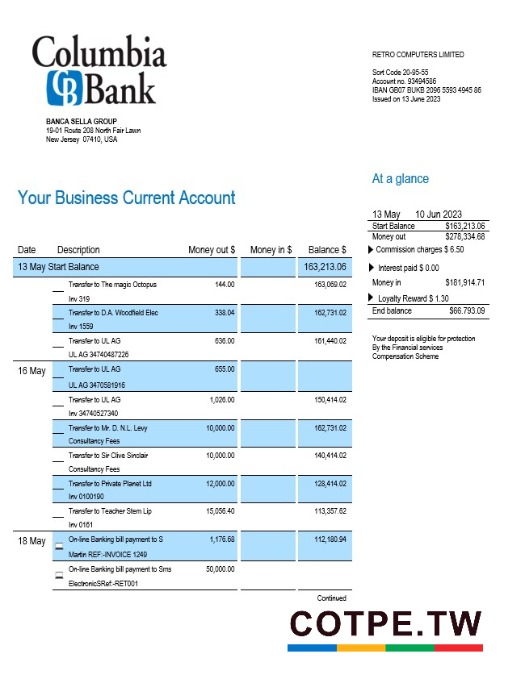 Columbia
Bank
BANCA SELLA GROUP
19-01 Route 208 North Fair Lawn
New Jersey 07410, USA
RETRO COMPUTERS LIMITED
Sort Code 20-95-55
Account no. 93494586
IBAN GB07 BUKB 2096 5593 4945 86
Issued on 13 June 2023
At a glance
Your Business Current Account
13 May 10 Jun 2023
Start Balance $163,213.06
Money out $278,334.68
Commission charges $ 6.50
Interest paid $ 0.00
Money in $181,914.71
Loyalty Reward $ 1.30
End balance $66.793.09
Your deposit is eligible for protection
By the Financial services
Compensation Scheme
Date Description Money out $ Money in $ Balance $
13 May Start Balance 163,213.06
Transfer to The magic Octopus 144.00 163,069.02
Inv 319
Transfer to D.A. Woodfield Elec 338.04 162,731.02
Inv 1559
Transfer to UL AG 636.00 161,440.02
UL AG 34740487226
16 May Transfer to UL AG 655.00
UL AG 3470581916
Transfer to UL AG 1,026.00 150,414.02
Inv 34740527340
Transfer to Mr. D. N.L. Levy 10,000.00 162,731.02
Consultancy Fees
Transfer to Sir Clive Sinclair 10,000.00 140,414.02
Consultancy Fees
Transfer to Private Planet Ltd 12,000.00 128,414.02
Inv 0100190
Transfer to Teacher Stem Lip 15,056.40 113,357.62
Inv 0161
18 May On-line Banking bill payment to S 1,176.68 112,180.94
Martin REF:-INVOICE 1249
On-line Banking bill payment to Sms 50,000.00
ElectronicSRef:-RET001
Continued
COTPE.TW